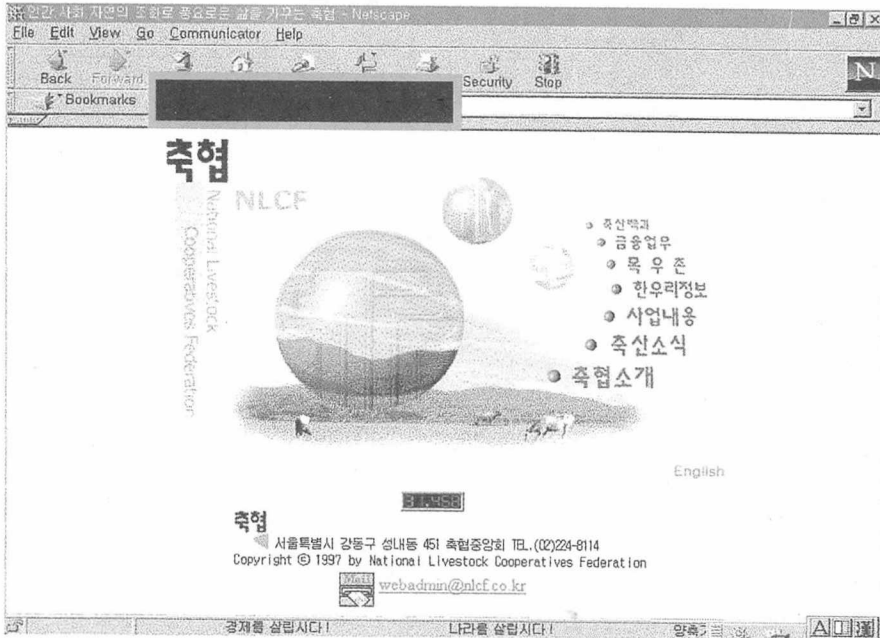 인간 사회 자연의 조화로 풍요로운 삶을 가꾸는 축협 - Netscape
File Edit View Go Communicator Help
Back Forward Security Stop
Bookmarks
축협
NLCF
National Livestock
Cooperatives Federation
축산백과
금융업무
목우촌
한우리정보
사업내용
축산소식
축협소개
English
31,458
축협
서울특별시 강동구 성내동 451 축협중앙회 TEL.(02)224-8114
Copyright © 1997 by National Livestock Cooperatives Federation
Mail
webadmin@nlcf.co.kr
경제를 살립시다! 나라를 살립시다!